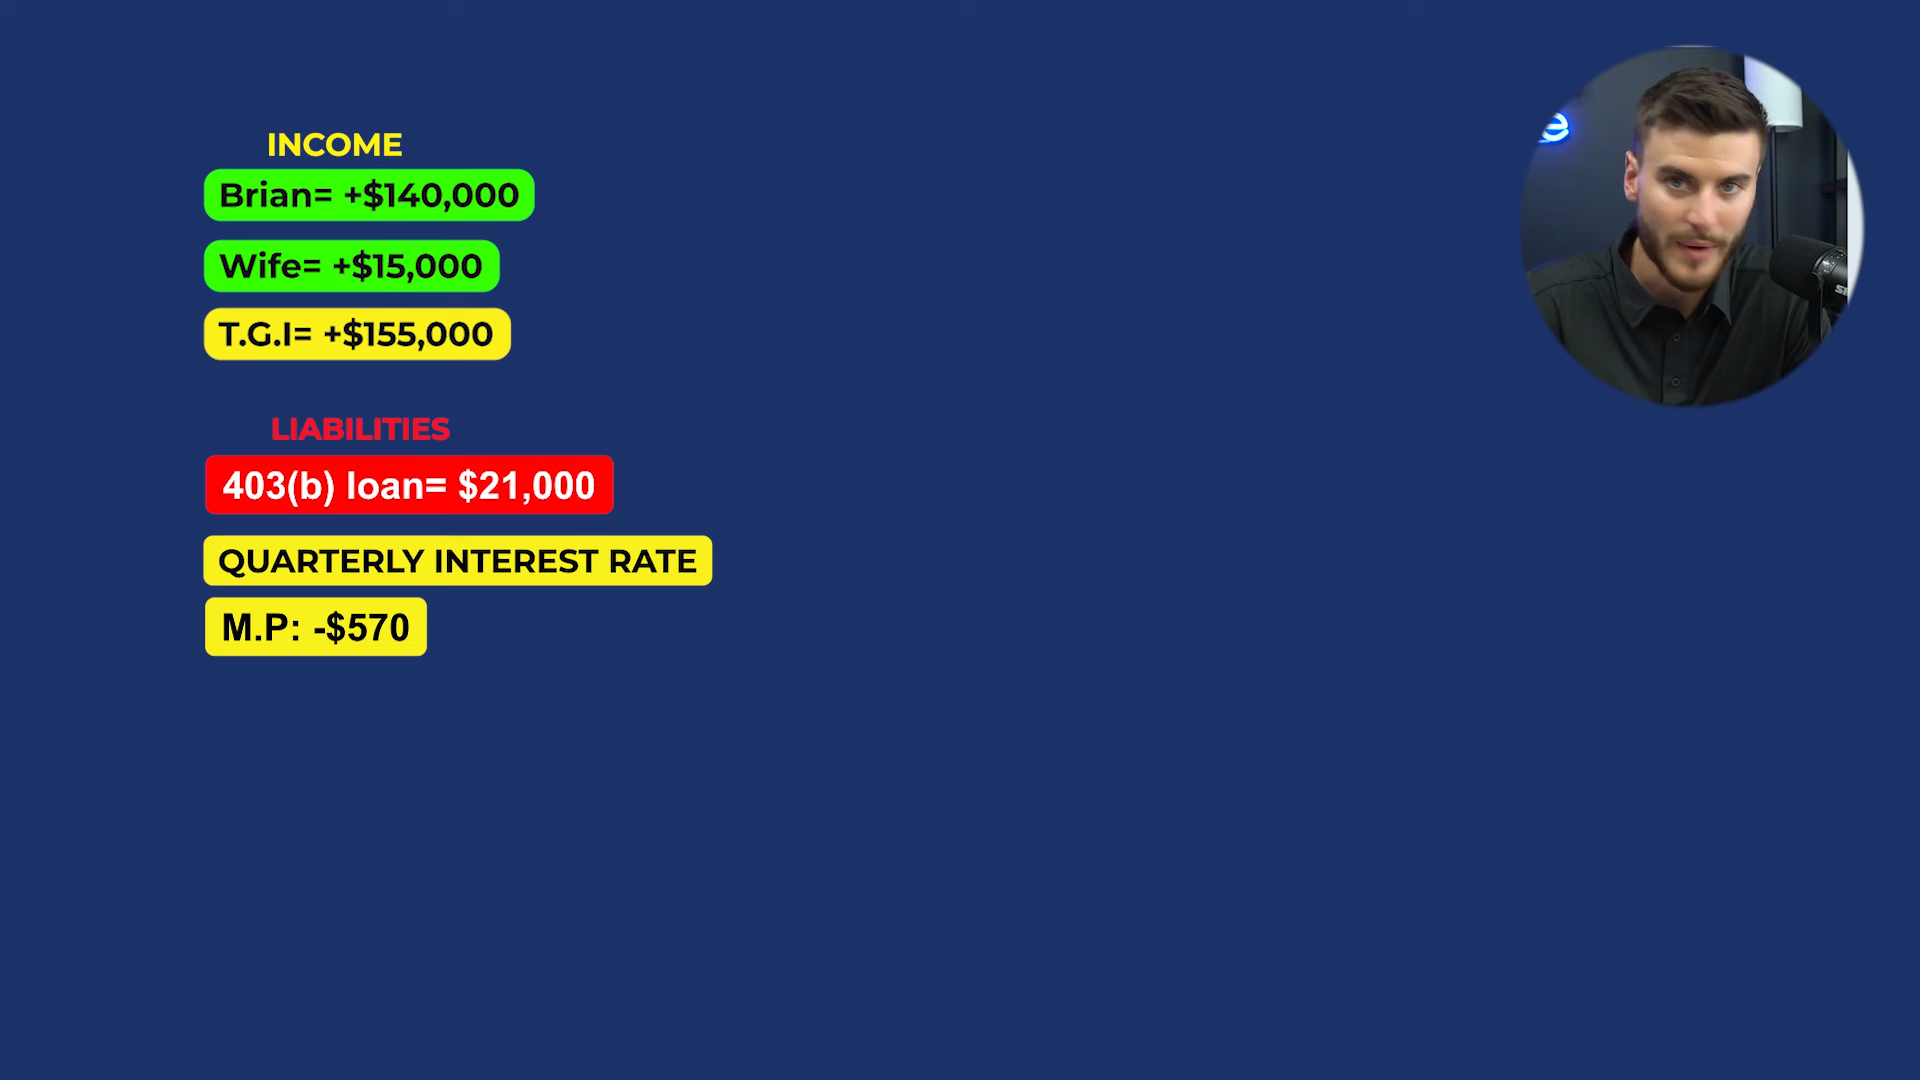 INCOME
Brian= +$140,000
Wife= +$15,000
T.G.I= +$155,000
LIABILITIES
403(b) loan= $21,000
QUARTERLY INTEREST RATE
M.P: -$570
e